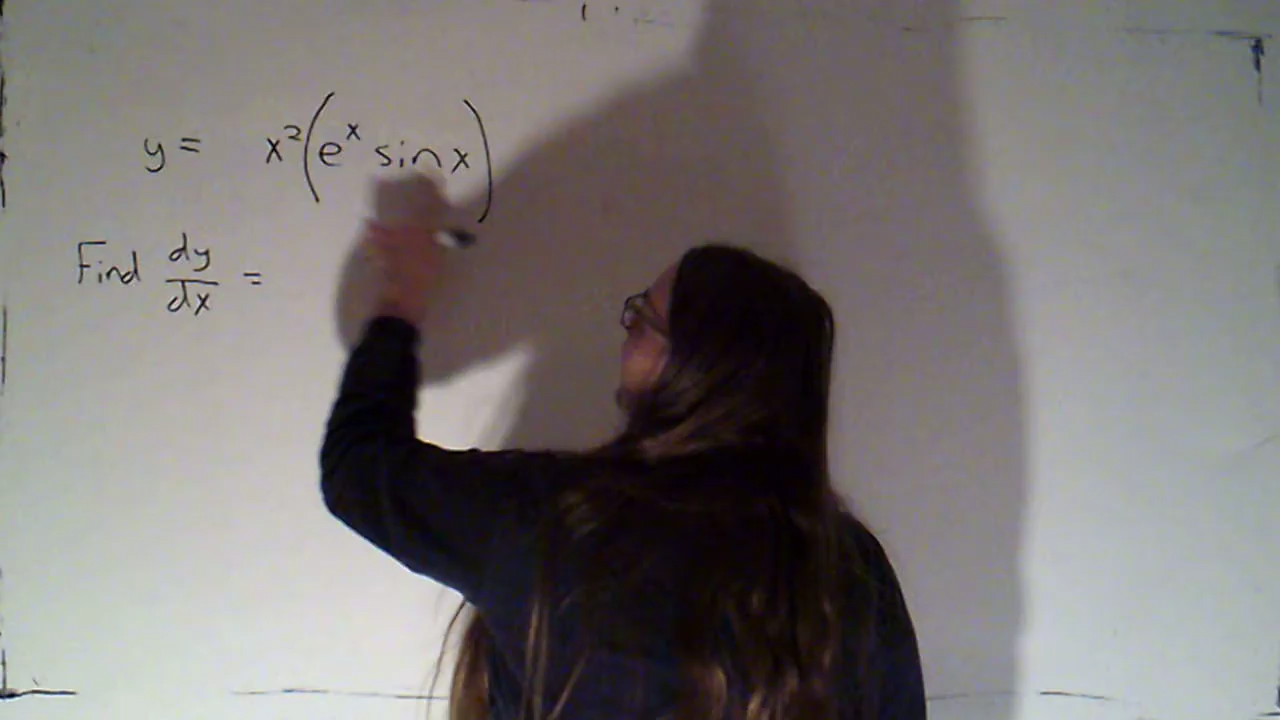 y = x²(eˣ sin x)
Find dy/dx =